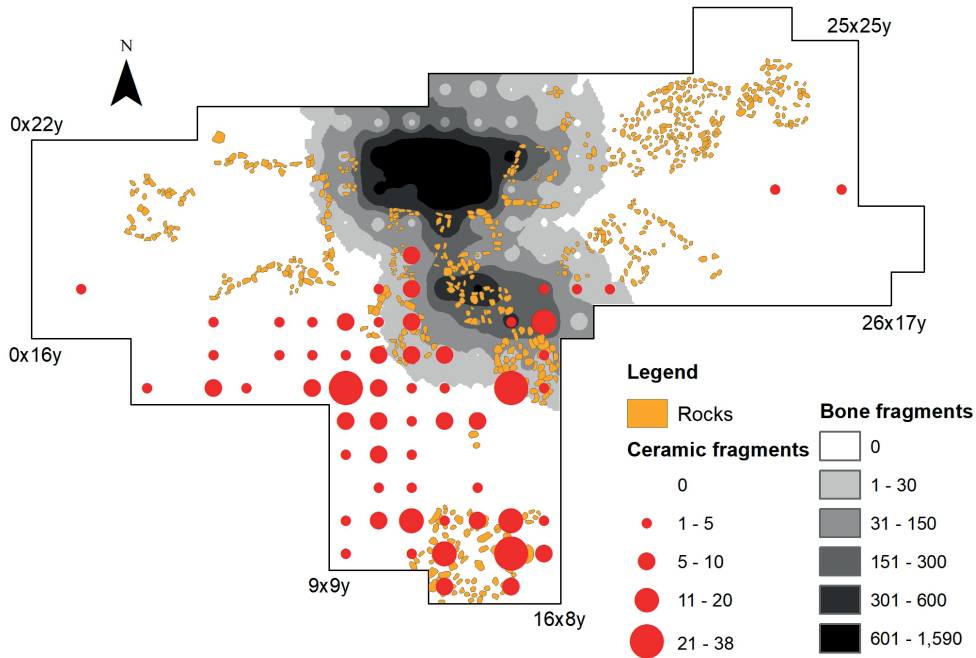 N
25x25y
0x22y
0x16y
26x17y
9x9y
16x8y
Legend
Rocks
Ceramic fragments
0
1 - 5
5 - 10
11 - 20
21 - 38
Bone fragments
0
1 - 30
31 - 150
151 - 300
301 - 600
601 - 1,590